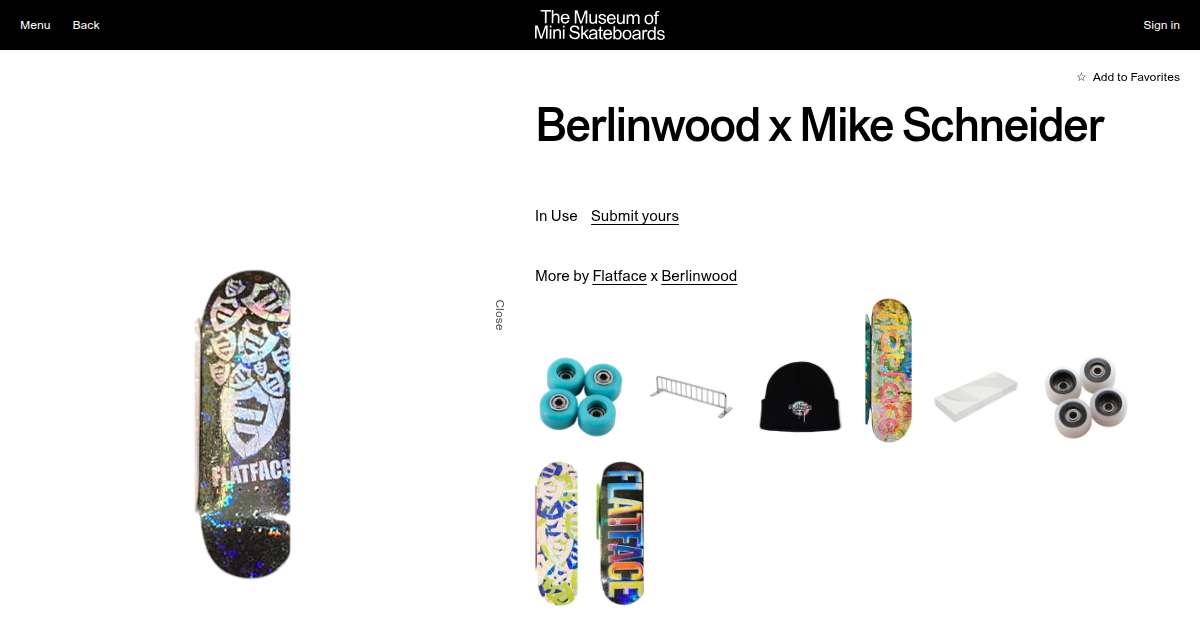 Menu
Back
The Museum of
Mini Skateboards
Sign in
☆ Add to Favorites
Berlinwood x Mike Schneider
In Use Submit yours
More by Flatface x Berlinwood
Close
FLATFACE
FLATFACE